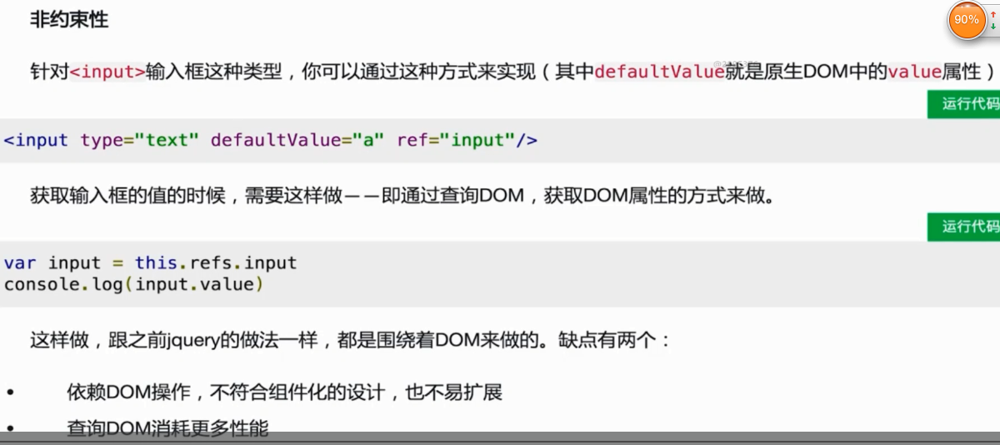 非约束性
90%
针对<input>输入框这种类型，你可以通过这种方式来实现（其中defaultValue就是原生DOM中的value属性）
运行代码
<input type="text" defaultValue="a" ref="input"/>
获取输入框的值的时候，需要这样做——即通过查询DOM，获取DOM属性的方式来做。
运行代码
var input = this.refs.input
console.log(input.value)
这样做，跟之前jquery的做法一样，都是围绕着DOM来做的。缺点有两个：
• 依赖DOM操作，不符合组件化的设计，也不易扩展
• 查询DOM消耗更多性能